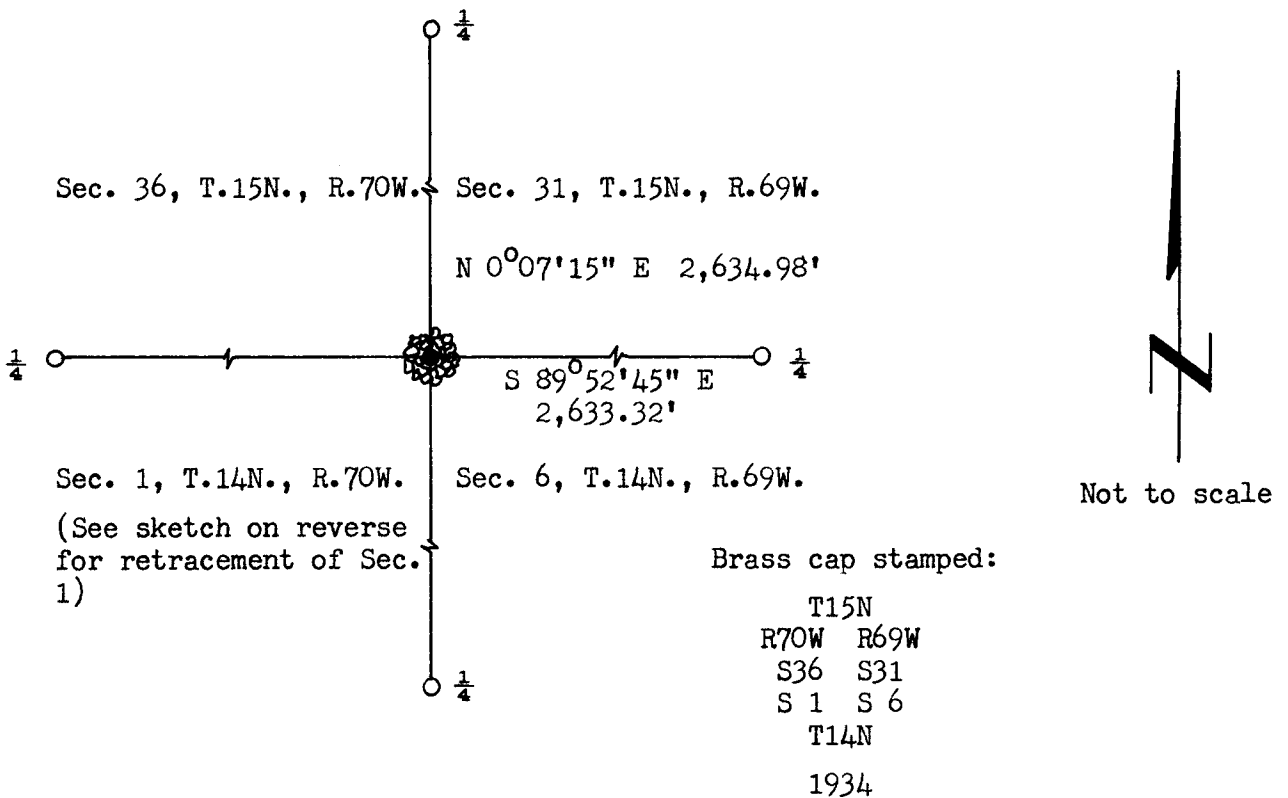 1/4
Sec. 36, T.15N., R.70W.
Sec. 31, T.15N., R.69W.
N 0°07'15" E 2,634.98'
1/4
1/4
S 89°52'45" E
2,633.32'
Sec. 1, T.14N., R.70W.
Sec. 6, T.14N., R.69W.
(See sketch on reverse
for retracement of Sec.
1)
1/4
N
Not to scale
Brass cap stamped:
T15N
R70W R69W
S36 S31
S 1 S 6
T14N
1934